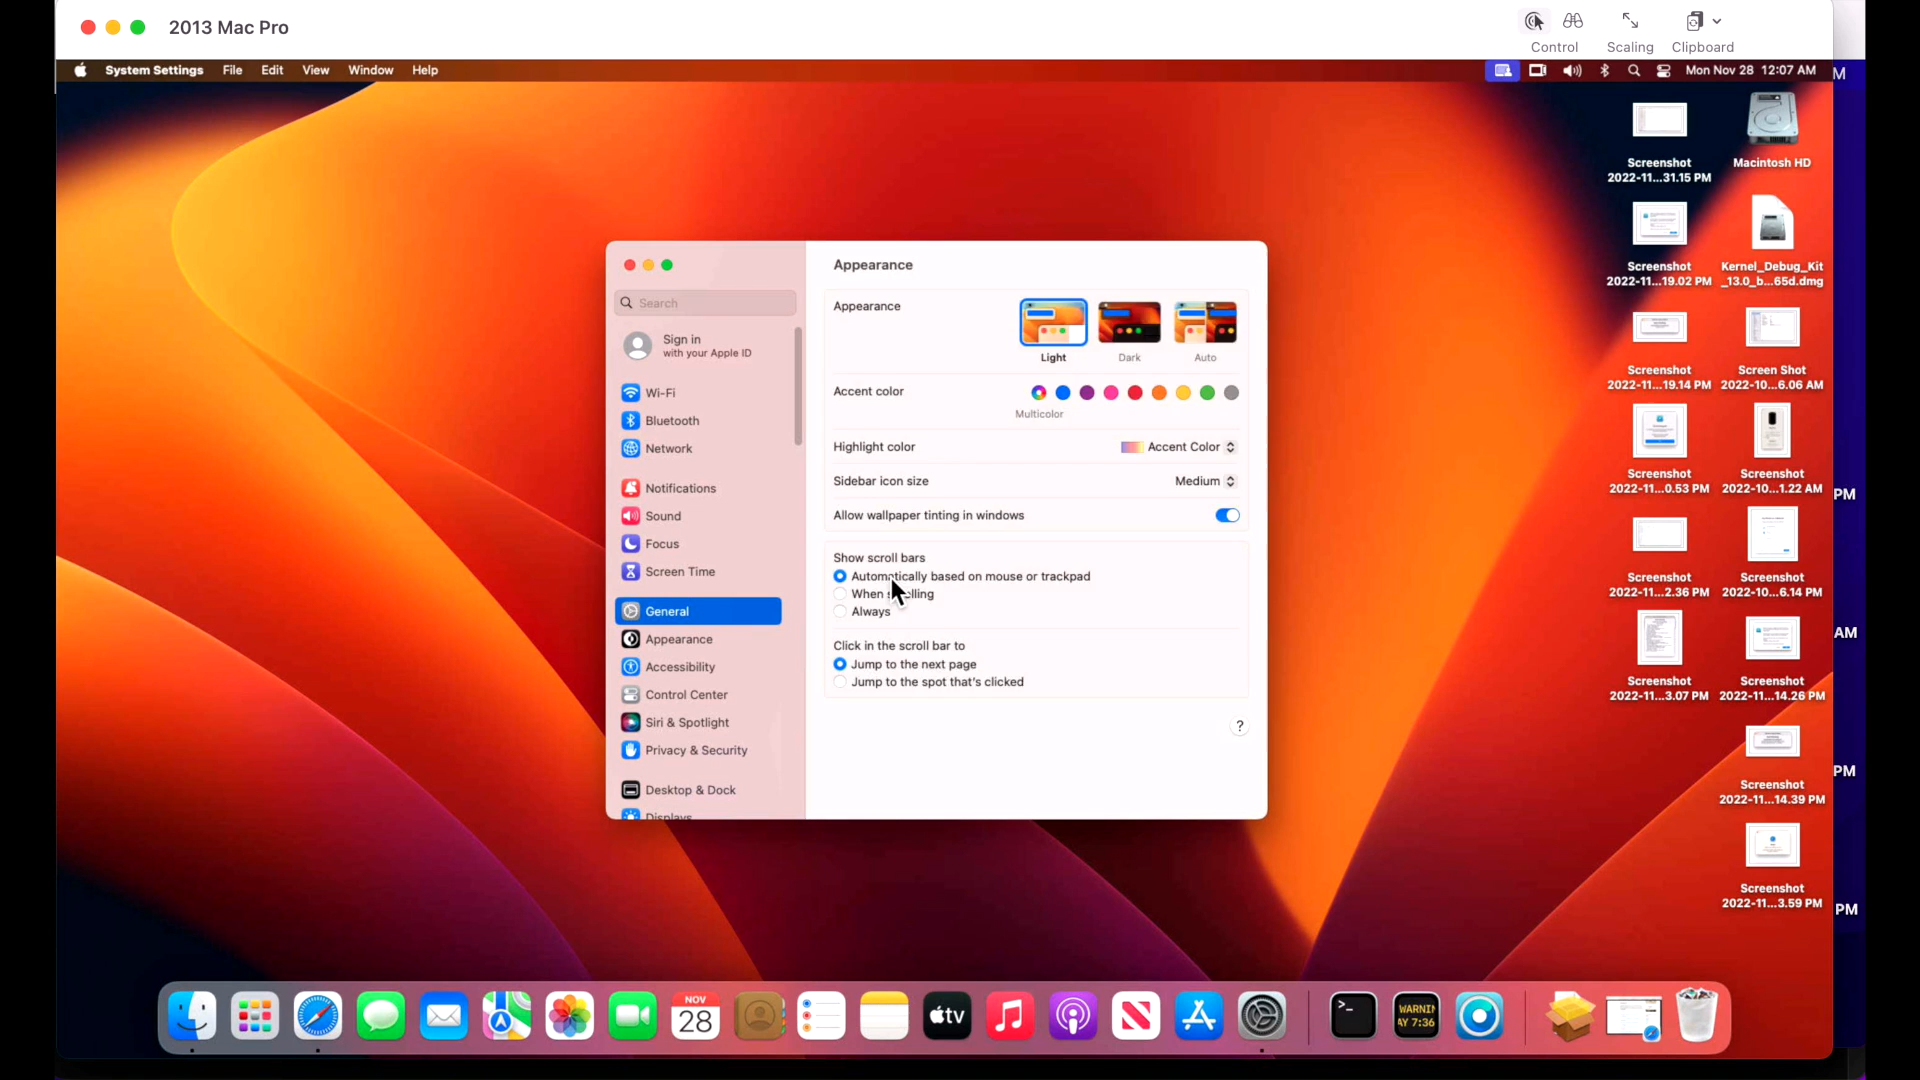 2013 Mac Pro
Control
Scaling
Clipboard
System Settings File Edit View Window Help
Mon Nov 28 12:07 AM
M
Screenshot
2022-11...31.15 PM
Macintosh HD
Screenshot
2022-11...19.02 PM
Kernel_Debug_Kit
_13.0_b...65d.dmg
Screenshot
2022-11...19.14 PM
Screen Shot
2022-10...6.06 AM
Screenshot
2022-11...0.53 PM
Screenshot
2022-10...1.22 AM
PM
Screenshot
2022-11...2.36 PM
Screenshot
2022-10...6.14 PM
AM
Screenshot
2022-11...3.07 PM
Screenshot
2022-11...14.26 PM
PM
Screenshot
2022-11...14.39 PM
Screenshot
2022-11...3.59 PM
PM
Search
Sign in
with your Apple ID
Wi-Fi
Bluetooth
Network
Notifications
Sound
Focus
Screen Time
General
Appearance
Accessibility
Control Center
Siri & Spotlight
Privacy & Security
Desktop & Dock
Displays
Appearance
Appearance
Light
Dark
Auto
Accent color
Multicolor
Highlight color
Accent Color
Sidebar icon size
Medium
Allow wallpaper tinting in windows
Show scroll bars
Automatically based on mouse or trackpad
When scrolling
Always
Click in the scroll bar to
Jump to the next page
Jump to the spot that's clicked
?
NOV
28
tv
>_
WARNIN
AY 7:36